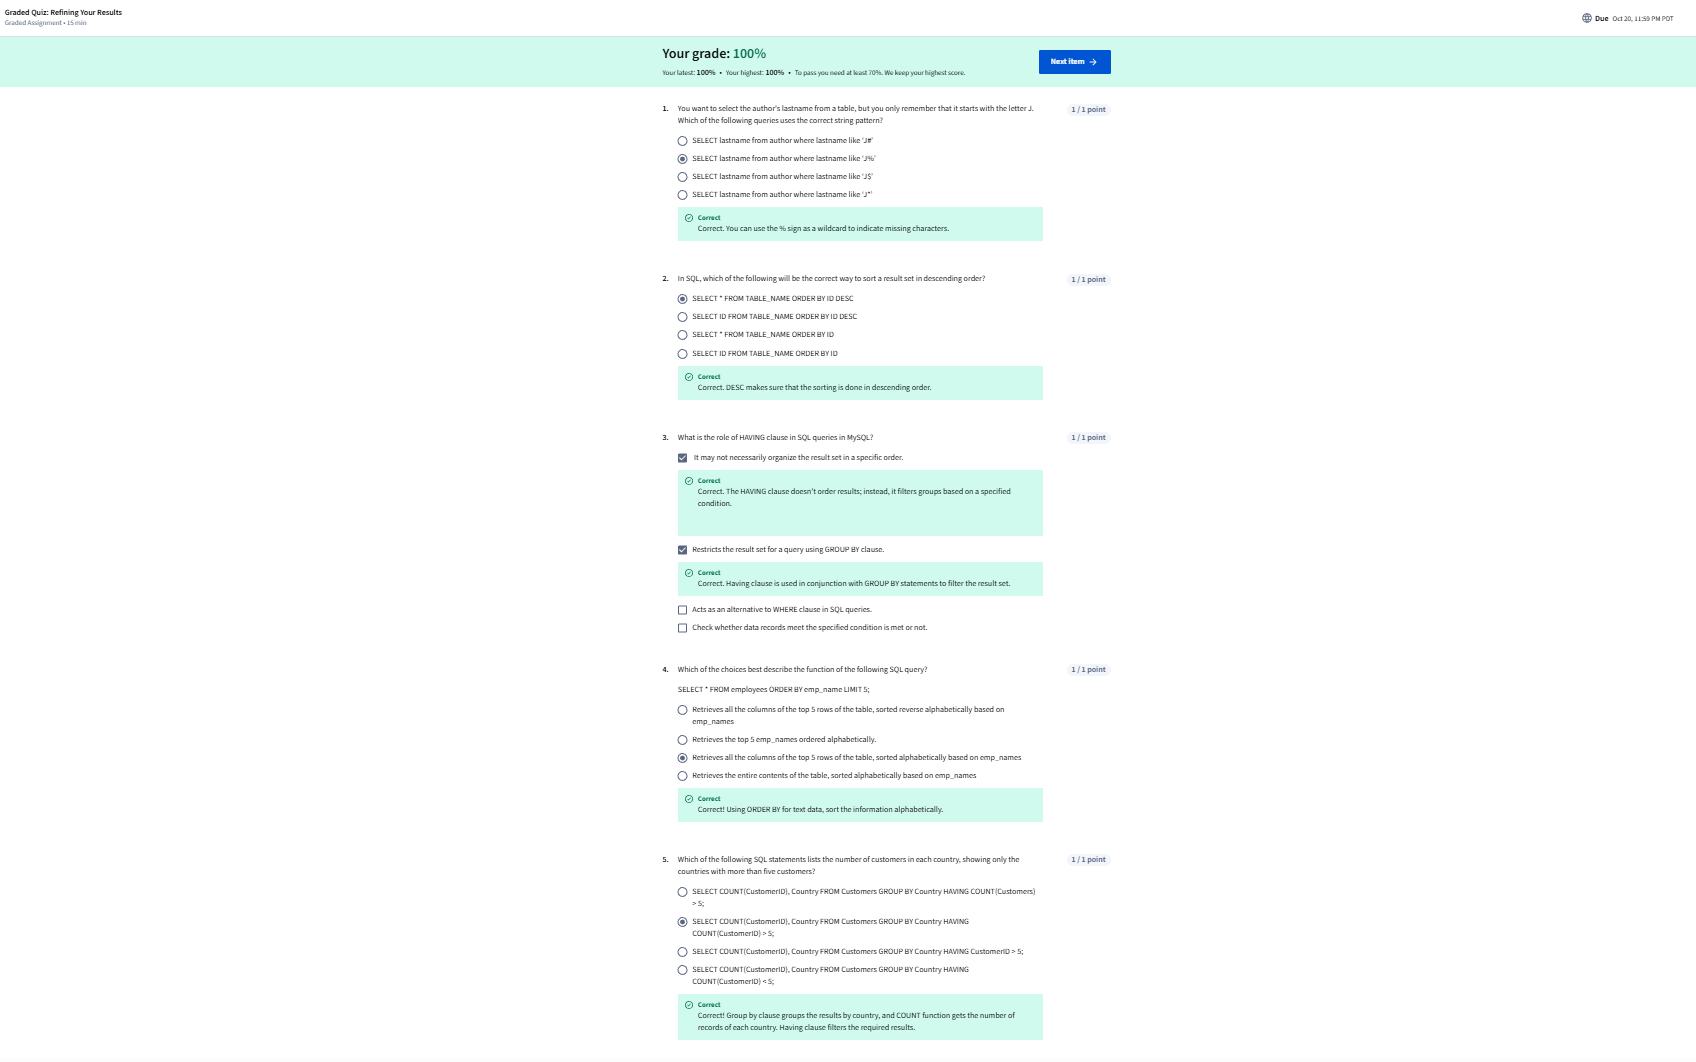 Graded Quiz: Refining Your Results
Graded Assignment • 15 min
Due Oct 20, 11:59 PM PDT
Your grade: 100%
Your latest: 100% • Your highest: 100% • To pass you need at least 70%. We keep your highest score.
Next item →
1. You want to select the author's lastname from a table, but you only remember that it starts with the letter J.
Which of the following queries uses the correct string pattern?
1 / 1 point
SELECT lastname from author where lastname like 'J#'
SELECT lastname from author where lastname like 'J%'
SELECT lastname from author where lastname like 'J$'
SELECT lastname from author where lastname like 'J*'
Correct
Correct. You can use the % sign as a wildcard to indicate missing characters.
2. In SQL, which of the following will be the correct way to sort a result set in descending order?
1 / 1 point
SELECT * FROM TABLE_NAME ORDER BY ID DESC
SELECT ID FROM TABLE_NAME ORDER BY ID DESC
SELECT * FROM TABLE_NAME ORDER BY ID
SELECT ID FROM TABLE_NAME ORDER BY ID
Correct
Correct. DESC makes sure that the sorting is done in descending order.
3. What is the role of HAVING clause in SQL queries in MySQL?
1 / 1 point
It may not necessarily organize the result set in a specific order.
Correct
Correct. The HAVING clause doesn't order results; instead, it filters groups based on a specified
condition.
Restricts the result set for a query using GROUP BY clause.
Correct
Correct. Having clause is used in conjunction with GROUP BY statements to filter the result set.
Acts as an alternative to WHERE clause in SQL queries.
Check whether data records meet the specified condition is met or not.
4. Which of the choices best describe the function of the following SQL query?
1 / 1 point
SELECT * FROM employees ORDER BY emp_name LIMIT 5;
Retrieves all the columns of the top 5 rows of the table, sorted reverse alphabetically based on
emp_names
Retrieves the top 5 emp_names ordered alphabetically.
Retrieves all the columns of the top 5 rows of the table, sorted alphabetically based on emp_names
Retrieves the entire contents of the table, sorted alphabetically based on emp_names
Correct
Correct! Using ORDER BY for text data, sort the information alphabetically.
5. Which of the following SQL statements lists the number of customers in each country, showing only the
countries with more than five customers?
1 / 1 point
SELECT COUNT(CustomerID), Country FROM Customers GROUP BY Country HAVING COUNT(Customers)
> 5;
SELECT COUNT(CustomerID), Country FROM Customers GROUP BY Country HAVING
COUNT(CustomerID) > 5;
SELECT COUNT(CustomerID), Country FROM Customers GROUP BY Country HAVING CustomerID > 5;
SELECT COUNT(CustomerID), Country FROM Customers GROUP BY Country HAVING
COUNT(CustomerID) < 5;
Correct
Correct! Group by clause groups the results by country, and COUNT function gets the number of
records of each country. Having clause filters the required results.